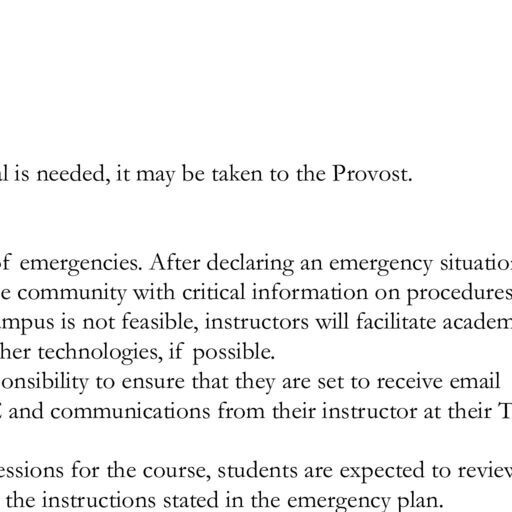 l is needed, it may be taken to the Provost.
of emergencies. After declaring an emergency situation
e community with critical information on procedures
mpus is not feasible, instructors will facilitate academ
her technologies, if possible.
onsibility to ensure that they are set to receive email
and communications from their instructor at their T
essions for the course, students are expected to review
the instructions stated in the emergency plan.